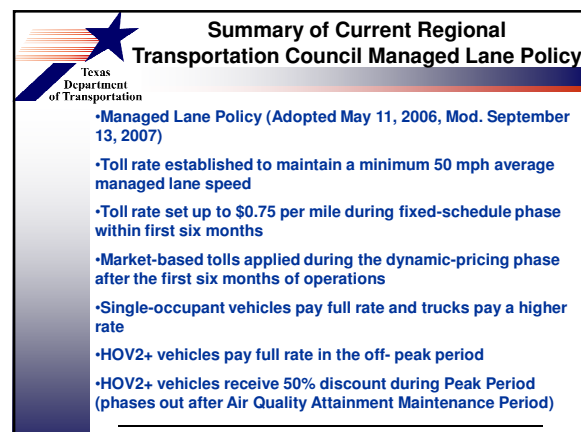 Summary of Current Regional
Transportation Council Managed Lane Policy
Texas
Department
of Transportation
•Managed Lane Policy (Adopted May 11, 2006, Mod. September
13, 2007)
•Toll rate established to maintain a minimum 50 mph average
managed lane speed
•Toll rate set up to $0.75 per mile during fixed-schedule phase
within first six months
•Market-based tolls applied during the dynamic-pricing phase
after the first six months of operations
•Single-occupant vehicles pay full rate and trucks pay a higher
rate
•HOV2+ vehicles pay full rate in the off- peak period
•HOV2+ vehicles receive 50% discount during Peak Period
(phases out after Air Quality Attainment Maintenance Period)